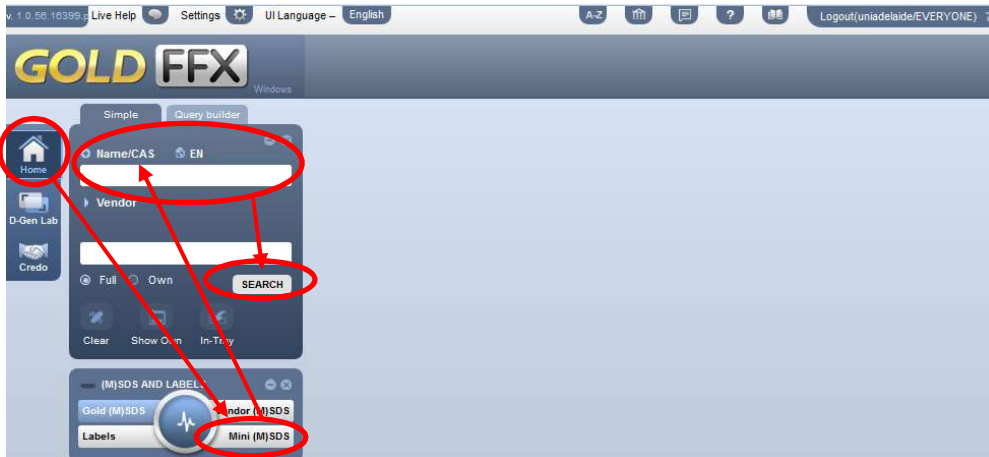 v. 1.0.56.16399.p Live Help Settings UI Language – English A-Z ? Logout(uniadelaide/EVERYONE)
GOLD FFX Windows
Simple Query builder
Name/CAS EN
Home
Vendor
D-Gen Lab
Credo
Full Own SEARCH
Clear Show Own In-Tray
(M)SDS AND LABELS
Gold (M)SDS Vendor (M)SDS
Labels Mini (M)SDS